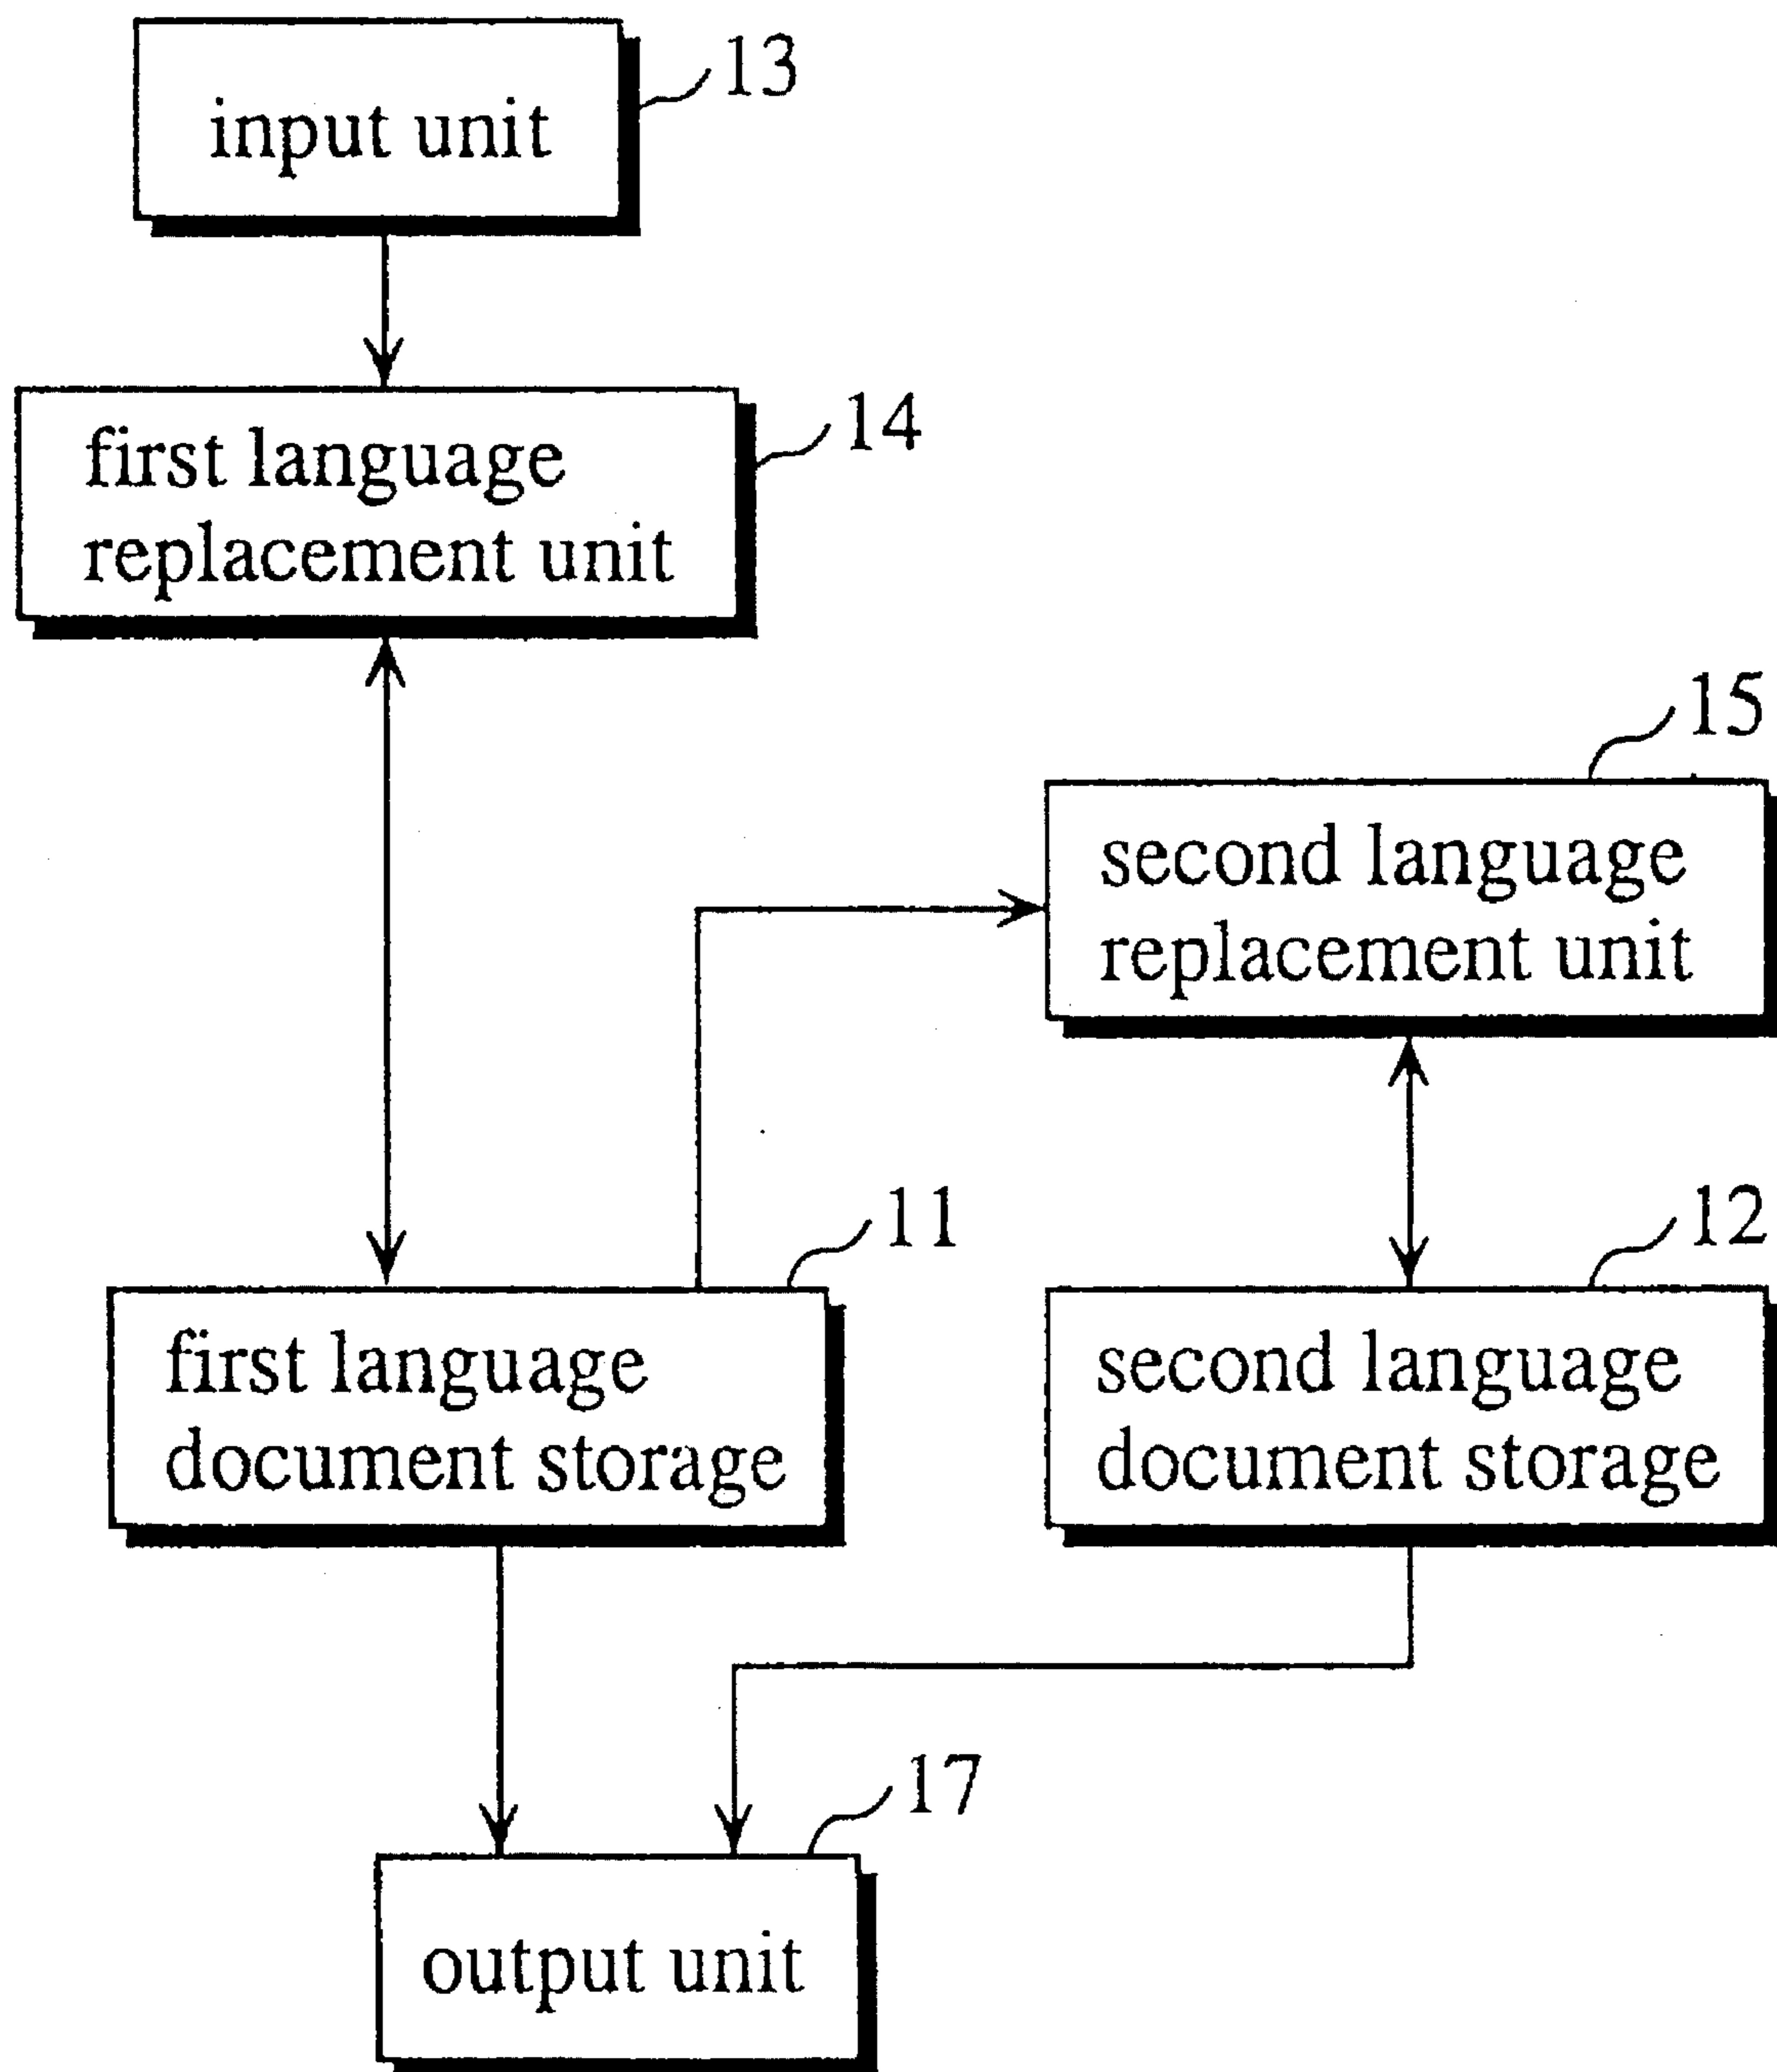 13
input unit
14
first language
replacement unit
15
second language
replacement unit
11
first language
document storage
12
second language
document storage
17
output unit